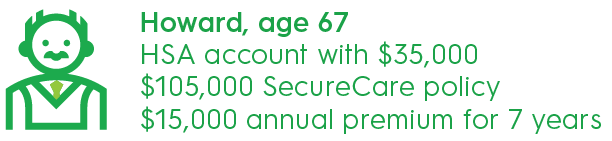 Howard, age 67
HSA account with $35,000
$105,000 SecureCare policy
$15,000 annual premium for 7 years